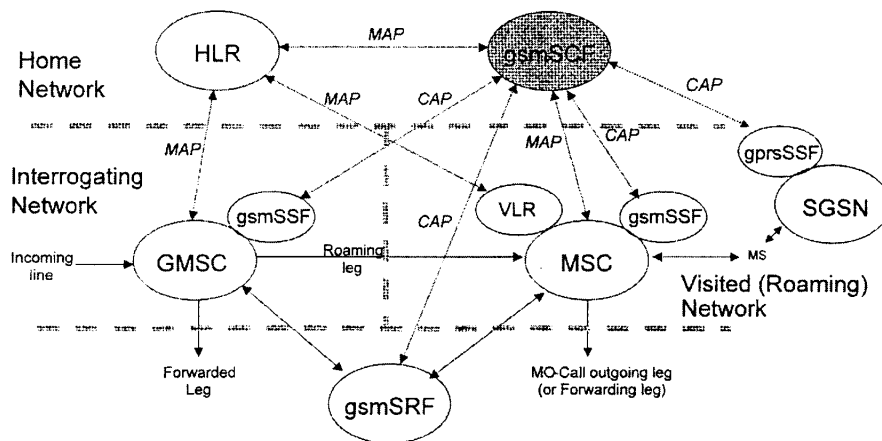 MAP
HLR
gsmSCF
Home
Network
MAP
CAP
CAP
MAP
MAP
CAP
gprsSSF
Interrogating
Network
gsmSSF
CAP
VLR
gsmSSF
SGSN
Incoming
line
GMSC
Roaming
leg
MSC
MS
Visited (Roaming)
Network
Forwarded
Leg
gsmSRF
MO-Call outgoing leg
(or Forwarding leg)